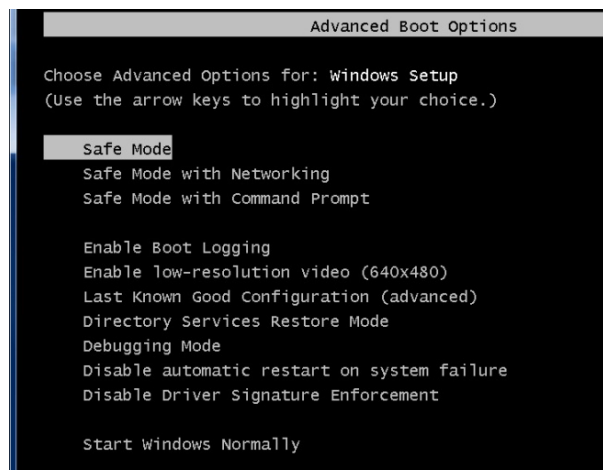 Advanced Boot Options
Choose Advanced Options for: Windows Setup
(Use the arrow keys to highlight your choice.)
Safe Mode
Safe Mode with Networking
Safe Mode with Command Prompt
Enable Boot Logging
Enable low-resolution video (640x480)
Last Known Good Configuration (advanced)
Directory Services Restore Mode
Debugging Mode
Disable automatic restart on system failure
Disable Driver Signature Enforcement
Start Windows Normally